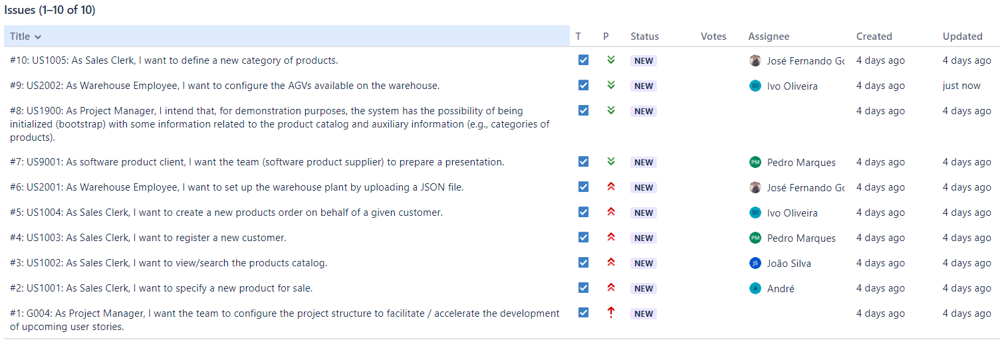 Issues (1–10 of 10)
Title T P Status Votes Assignee Created Updated
#10: US1005: As Sales Clerk, I want to define a new category of products. NEW José Fernando Go 4 days ago 4 days ago
#9: US2002: As Warehouse Employee, I want to configure the AGVs available on the warehouse. NEW IO Ivo Oliveira 4 days ago just now
#8: US1900: As Project Manager, I intend that, for demonstration purposes, the system has the possibility of being NEW 4 days ago 4 days ago
initialized (bootstrap) with some information related to the product catalog and auxiliary information (e.g., categories of
products).
#7: US9001: As software product client, I want the team (software product supplier) to prepare a presentation. NEW PM Pedro Marques 4 days ago 4 days ago
#6: US2001: As Warehouse Employee, I want to set up the warehouse plant by uploading a JSON file. NEW José Fernando Go 4 days ago 4 days ago
#5: US1004: As Sales Clerk, I want to create a new products order on behalf of a given customer. NEW IO Ivo Oliveira 4 days ago 4 days ago
#4: US1003: As Sales Clerk, I want to register a new customer. NEW PM Pedro Marques 4 days ago 4 days ago
#3: US1002: As Sales Clerk, I want to view/search the products catalog. NEW JS João Silva 4 days ago 4 days ago
#2: US1001: As Sales Clerk, I want to specify a new product for sale. NEW A André 4 days ago 4 days ago
#1: G004: As Project Manager, I want the team to configure the project structure to facilitate / accelerate the development NEW 4 days ago 4 days ago
of upcoming user stories.